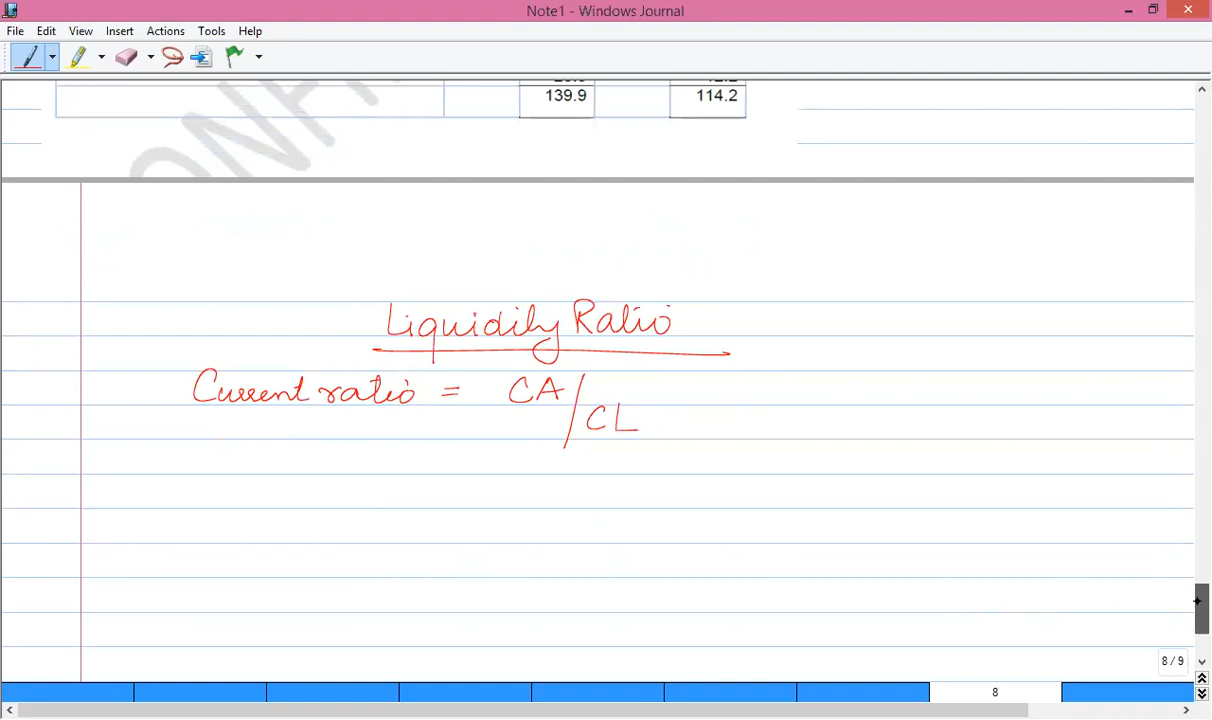 Note1 - Windows Journal
File Edit View Insert Actions Tools Help
139.9 114.2
Liquidity Ratio
Current ratio = CA/CL
8 / 9
8